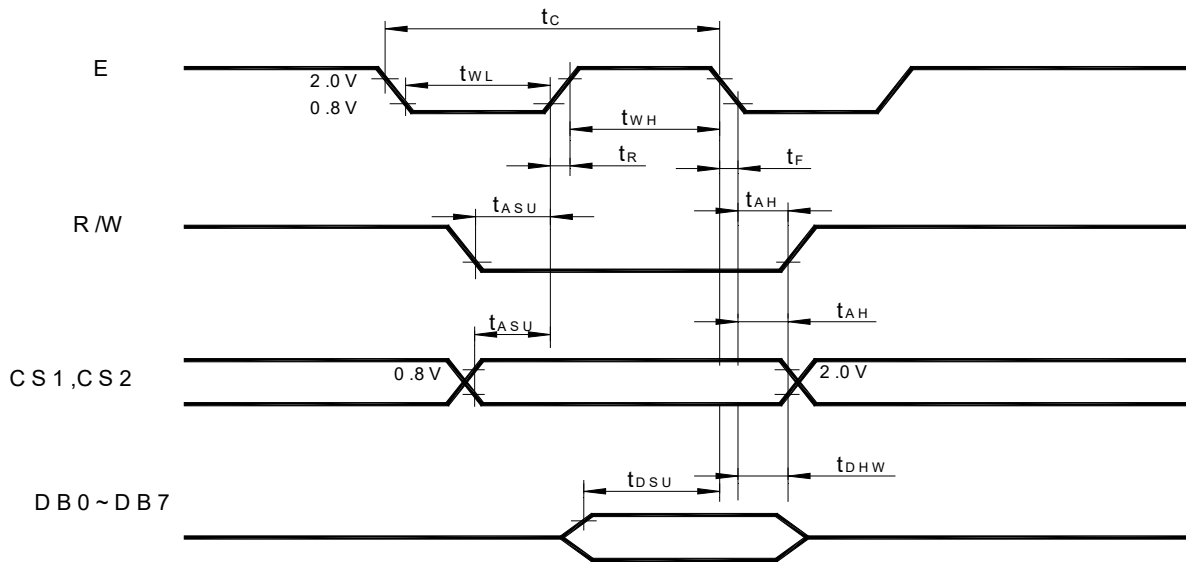 tC
E
2.0V
tWL
0.8V
tWH
tR
tF
tASU
tAH
R/W
tASU
tAH
CS1,CS2
0.8V
2.0V
tDSU
tDHW
DB0~DB7